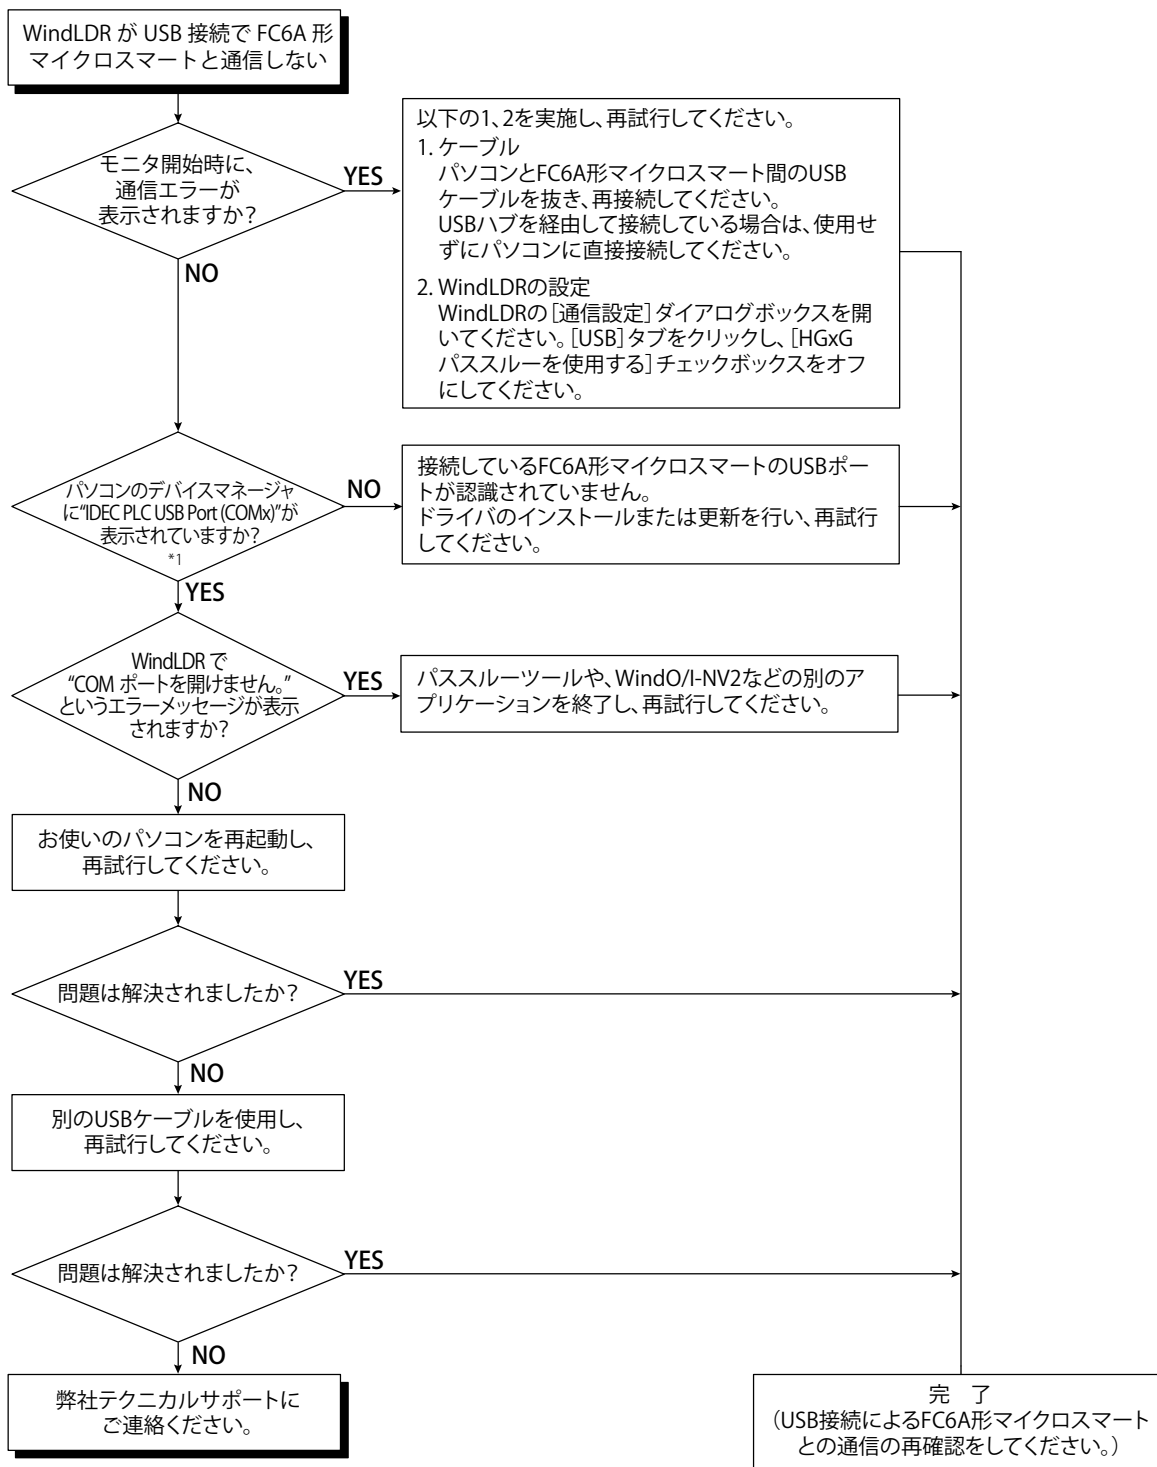 WindLDR が USB 接続で FC6A 形
マイクロスマートと通信しない
モニタ開始時に、
通信エラーが
表示されますか？
YES
NO
以下の1、2を実施し、再試行してください。
1. ケーブル
パソコンとFC6A形マイクロスマート間のUSB
ケーブルを抜き、再接続してください。
USBハブを経由して接続している場合は、使用せ
ずにパソコンに直接接続してください。
2. WindLDRの設定
WindLDRの［通信設定］ダイアログボックスを開
いてください。［USB］タブをクリックし、［HGxG
パススルーを使用する］チェックボックスをオフ
にしてください。
パソコンのデバイスマネージャ
に“IDEC PLC USB Port (COMx)”が
表示されていますか？
*1
NO
YES
接続しているFC6A形マイクロスマートのUSBポー
トが認識されていません。
ドライバのインストールまたは更新を行い、再試行
してください。
WindLDR で
“COM ポートを開けません。”
というエラーメッセージが表示
されますか？
YES
NO
パススルーツールや、WindO/I-NV2などの別のア
プリケーションを終了し、再試行してください。
お使いのパソコンを再起動し、
再試行してください。
問題は解決されましたか？
YES
NO
別のUSBケーブルを使用し、
再試行してください。
問題は解決されましたか？
YES
NO
弊社テクニカルサポートに
ご連絡ください。
完　了
（USB接続によるFC6A形マイクロスマート
との通信の再確認をしてください。）